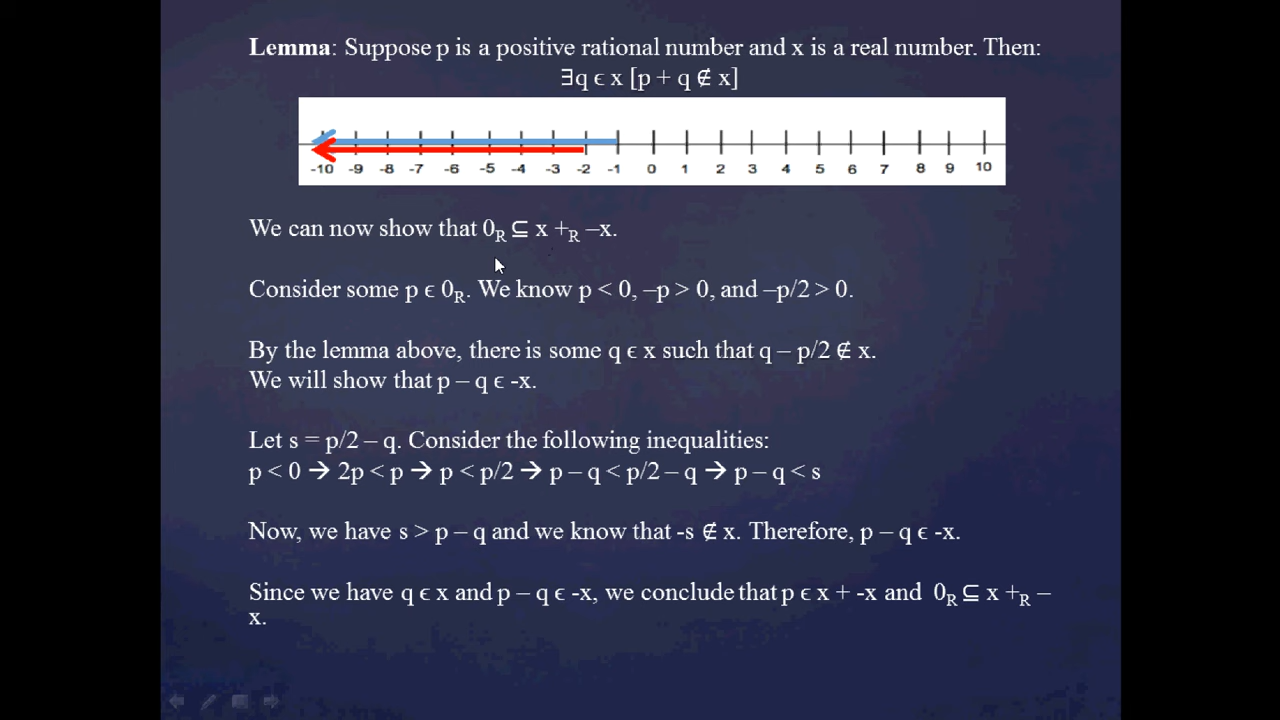 Lemma: Suppose p is a positive rational number and x is a real number. Then:
∃q ϵ x [p + q ∉ x]
-10 -9 -8 -7 -6 -5 -4 -3 -2 -1 0 1 2 3 4 5 6 7 8 9 10
We can now show that 0R ⊆ x +R –x.
Consider some p ϵ 0R. We know p < 0, –p > 0, and –p/2 > 0.
By the lemma above, there is some q ϵ x such that q – p/2 ∉ x.
We will show that p – q ϵ -x.
Let s = p/2 – q. Consider the following inequalities:
p < 0 → 2p < p → p < p/2 → p – q < p/2 – q → p – q < s
Now, we have s > p – q and we know that -s ∉ x. Therefore, p – q ϵ -x.
Since we have q ϵ x and p – q ϵ -x, we conclude that p ϵ x + -x and 0R ⊆ x +R –
x.